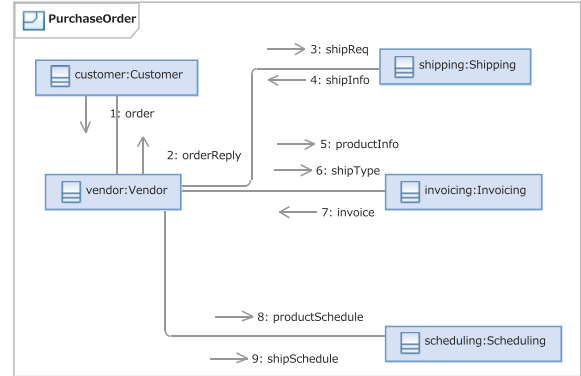 PurchaseOrder
3: shipReq
shipping:Shipping
customer:Customer
4: shipInfo
1: order
5: productInfo
2: orderReply
6: shipType
vendor:Vendor
invoicing:Invoicing
7: invoice
8: productSchedule
scheduling:Scheduling
9: shipSchedule